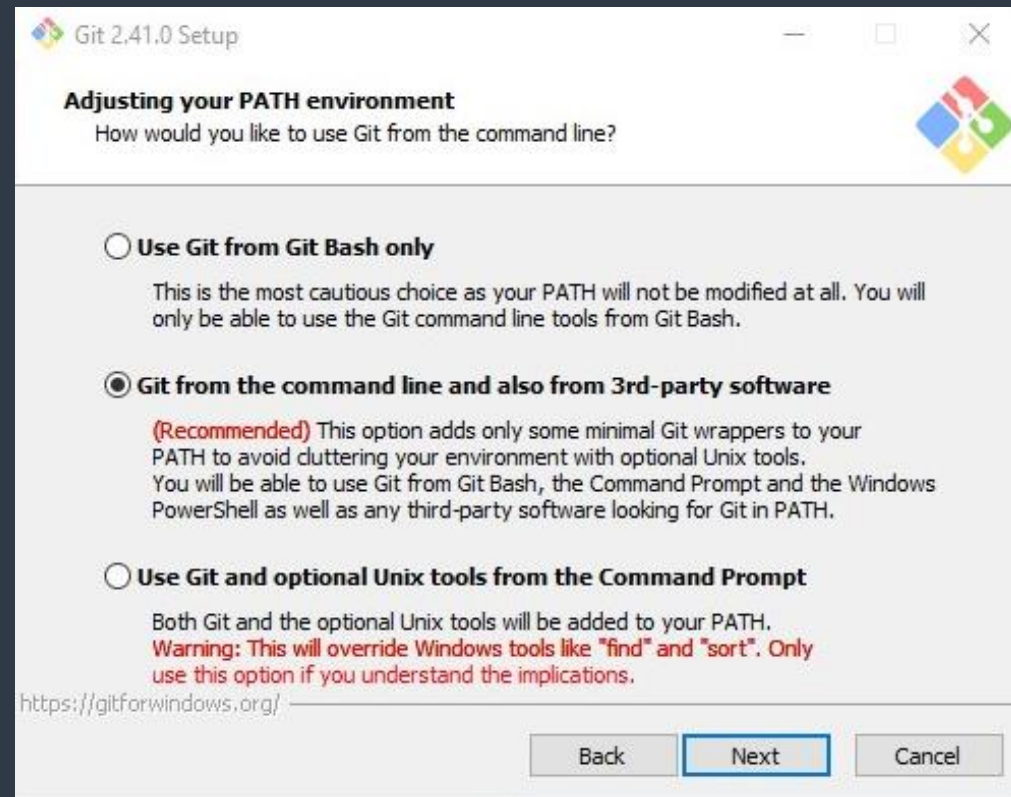 Git 2.41.0 Setup
Adjusting your PATH environment
How would you like to use Git from the command line?
Use Git from Git Bash only
This is the most cautious choice as your PATH will not be modified at all. You will
only be able to use the Git command line tools from Git Bash.
Git from the command line and also from 3rd-party software
(Recommended) This option adds only some minimal Git wrappers to your
PATH to avoid cluttering your environment with optional Unix tools.
You will be able to use Git from Git Bash, the Command Prompt and the Windows
PowerShell as well as any third-party software looking for Git in PATH.
Use Git and optional Unix tools from the Command Prompt
Both Git and the optional Unix tools will be added to your PATH.
Warning: This will override Windows tools like "find" and "sort". Only
use this option if you understand the implications.
https://gitforwindows.org/
Back Next Cancel